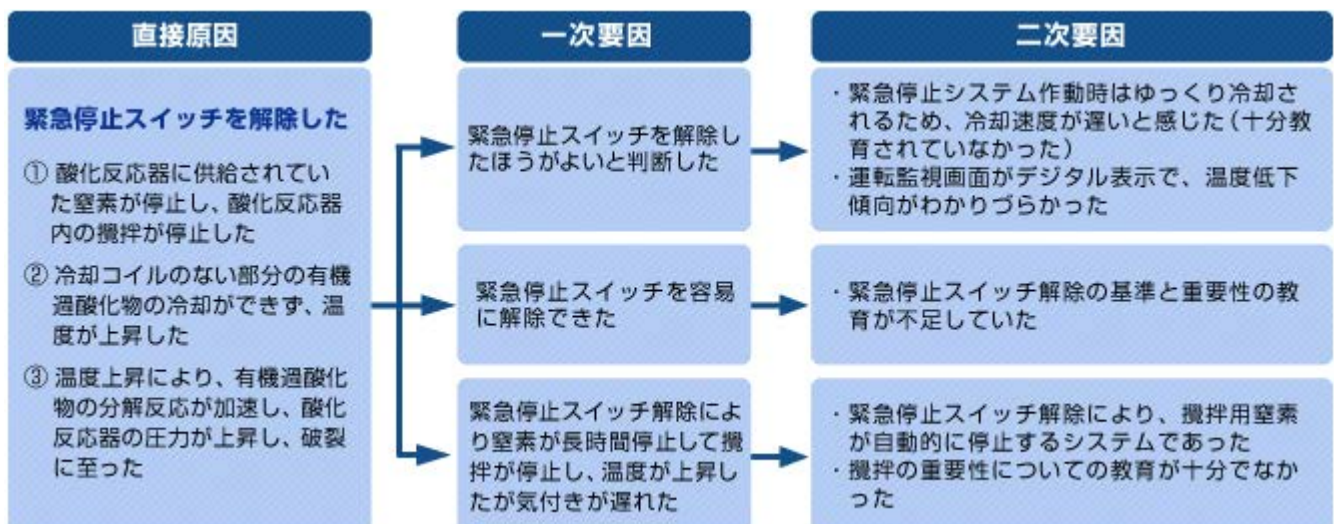 直接原因
一次要因
二次要因
緊急停止スイッチを解除した
① 酸化反応器に供給されてい
た窒素が停止し、酸化反応器
内の攪拌が停止した
② 冷却コイルのない部分の有機
過酸化物の冷却ができず、温
度が上昇した
③ 温度上昇により、有機過酸化
物の分解反応が加速し、酸化
反応器の圧力が上昇し、破裂
に至った
緊急停止スイッチを解除し
たほうがよいと判断した
・緊急停止システム作動時はゆっくり冷却さ
れるため、冷却速度が遅いと感じた(十分教
育されていなかった)
・運転監視画面がデジタル表示で、温度低下
傾向がわかりづらかった
緊急停止スイッチを容易
に解除できた
・緊急停止スイッチ解除の基準と重要性の教
育が不足していた
緊急停止スイッチ解除によ
り窒素が長時間停止して攪
拌が停止し、温度が上昇し
たが気付きが遅れた
・緊急停止スイッチ解除により、攪拌用窒素
が自動的に停止するシステムであった
・攪拌の重要性についての教育が十分でなか
った